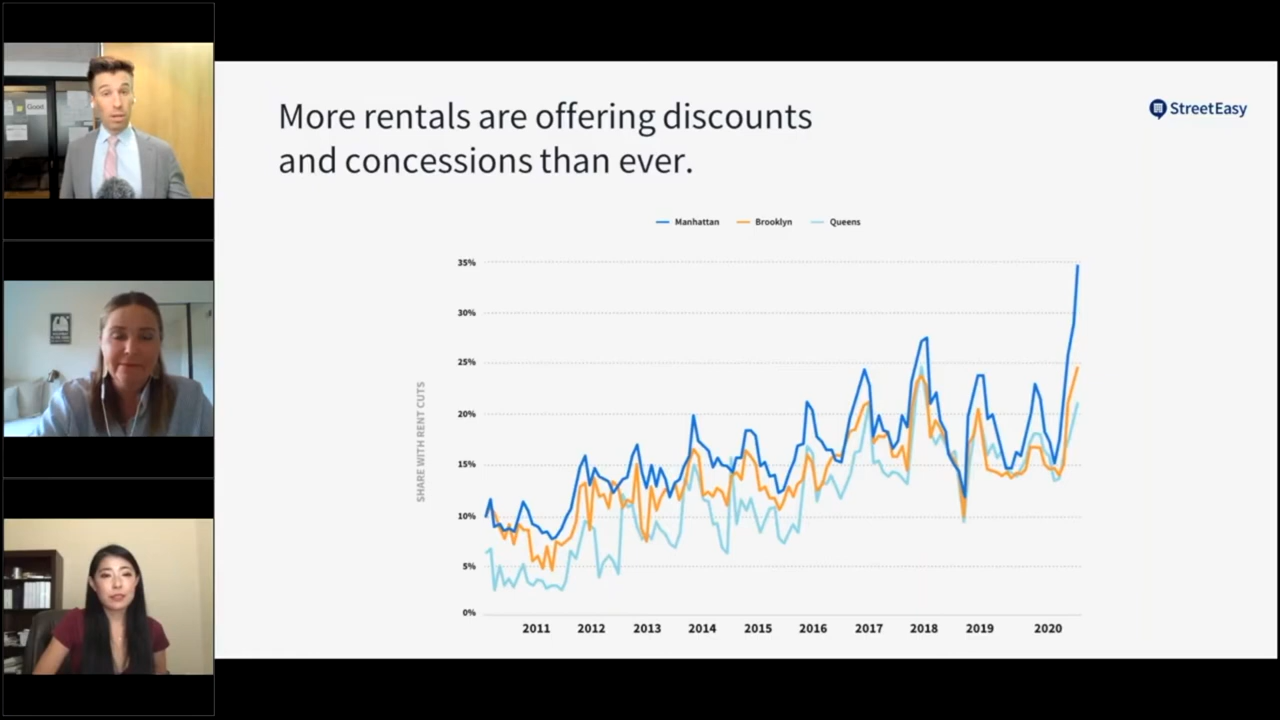 Good
More rentals are offering discounts
and concessions than ever.
StreetEasy
Manhattan
Brooklyn
Queens
SHARE WITH RENT CUTS
35%
30%
25%
20%
15%
10%
5%
0%
2011
2012
2013
2014
2015
2016
2017
2018
2019
2020